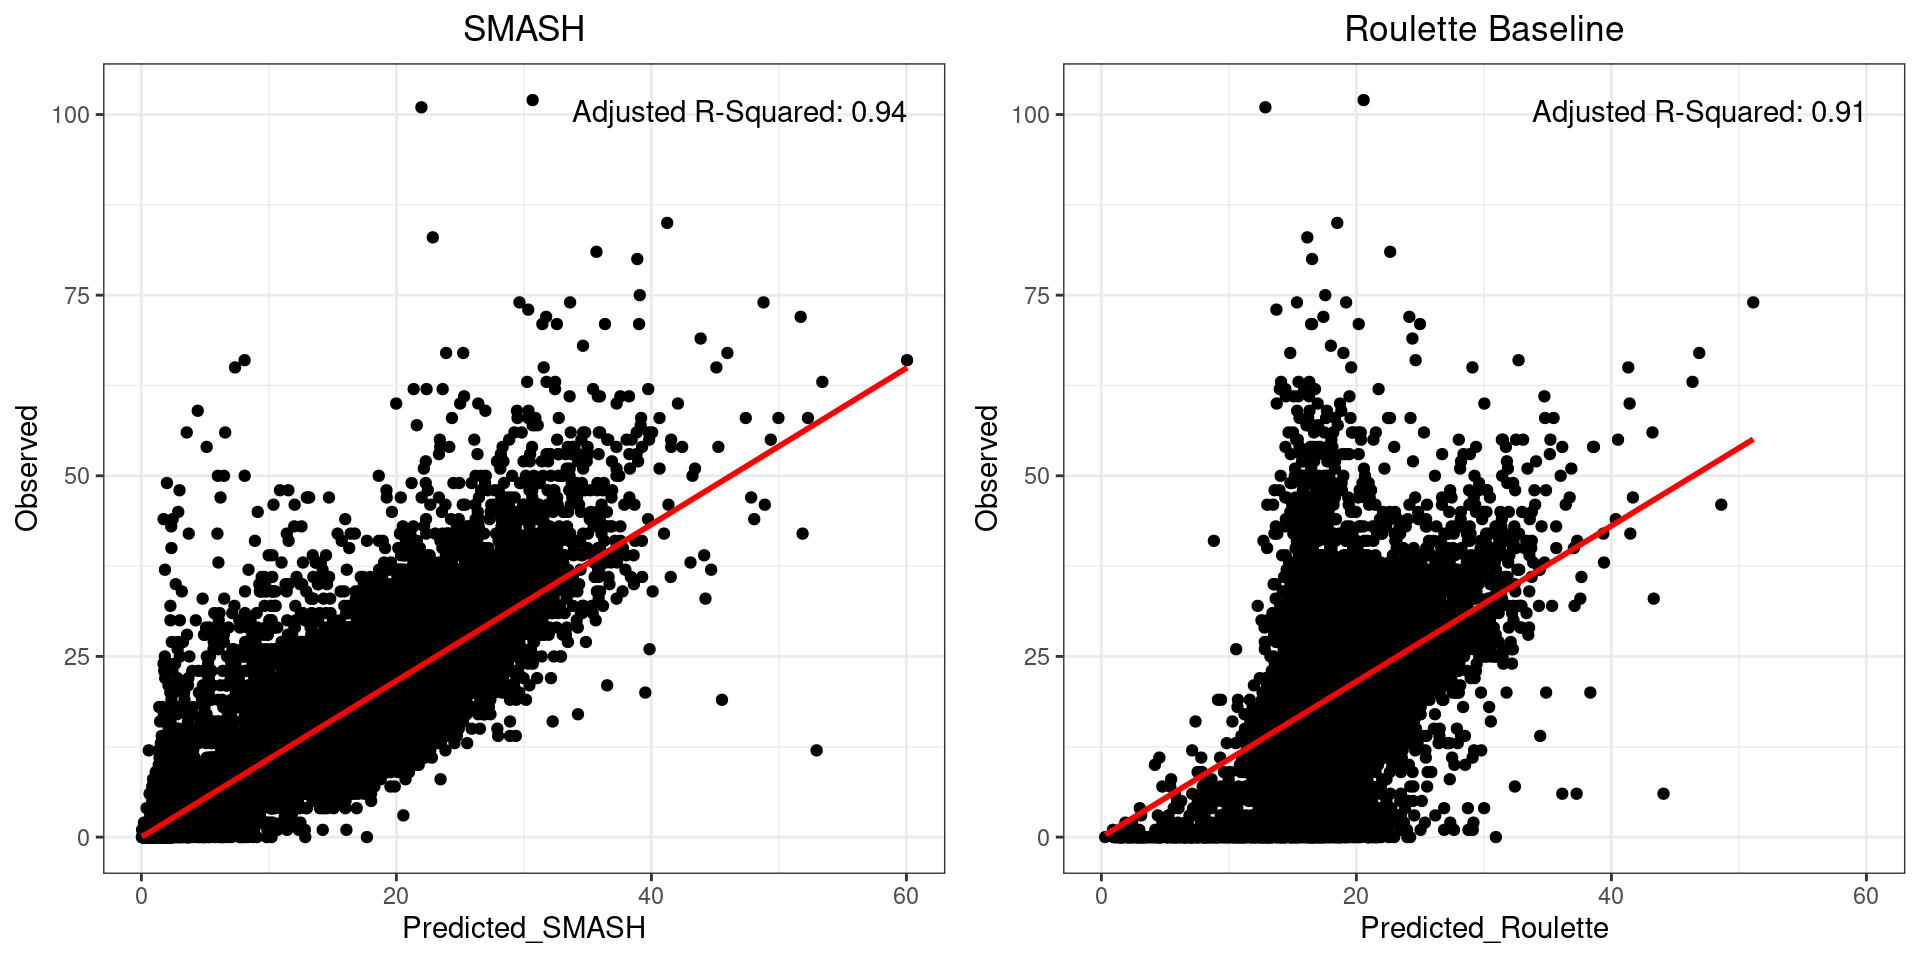 SMASH
Adjusted R-Squared: 0.94
Observed
100
75
50
25
0
0 20 40 60
Predicted_SMASH
Roulette Baseline
Adjusted R-Squared: 0.91
Observed
100
75
50
25
0
0 20 40 60
Predicted_Roulette